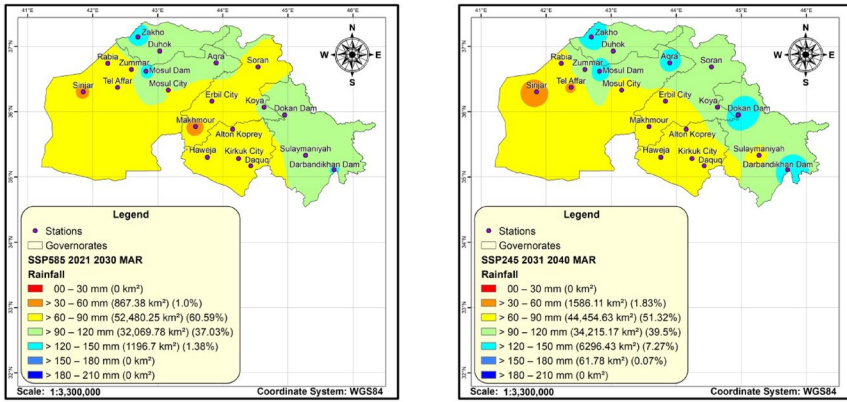 41°E 42°E 43°E 44°E 45°E 46°E
37°N
36°N
35°N
34°N
33°N
32°N
N
W E
S
Zakho
Duhok
Rabia
Zummar
Aqra
Soran
Mosul Dam
Sinjar
Tel Affar
Mosul City
Erbil City
Koya
Dokan Dam
Makhmour
Alton Koprey
Haweja
Kirkuk City
Daquq
Sulaymaniyah
Darbandikhan Dam
Legend
Stations
Governorates
SSP585 2021 2030 MAR
Rainfall
00 – 30 mm (0 km²)
> 30 – 60 mm (867.38 km²) (1.0%)
> 60 – 90 mm (52,480.25 km²) (60.59%)
> 90 – 120 mm (32,069.78 km²) (37.03%)
> 120 – 150 mm (1196.7 km²) (1.38%)
> 150 – 180 mm (0 km²)
> 180 – 210 mm (0 km²)
Scale: 1:3,300,000 Coordinate System: WGS84
41°E 42°E 43°E 44°E 45°E 46°E
37°N
36°N
35°N
34°N
33°N
32°N
N
W E
S
Zakho
Duhok
Rabia
Zummar
Aqra
Soran
Mosul Dam
Sinjar
Tel Affar
Mosul City
Erbil City
Koya
Dokan Dam
Makhmour
Alton Koprey
Haweja
Kirkuk City
Daquq
Sulaymaniyah
Darbandikhan Dam
Legend
Stations
Governorates
SSP245 2031 2040 MAR
Rainfall
00 – 30 mm (0 km²)
> 30 – 60 mm (1586.11 km²) (1.83%)
> 60 – 90 mm (44,454.63 km²) (51.32%)
> 90 – 120 mm (34,215.17 km²) (39.5%)
> 120 – 150 mm (6296.43 km²) (7.27%)
> 150 – 180 mm (61.78 km²) (0.07%)
> 180 – 210 mm (0 km²)
Scale: 1:3,300,000 Coordinate System: WGS84